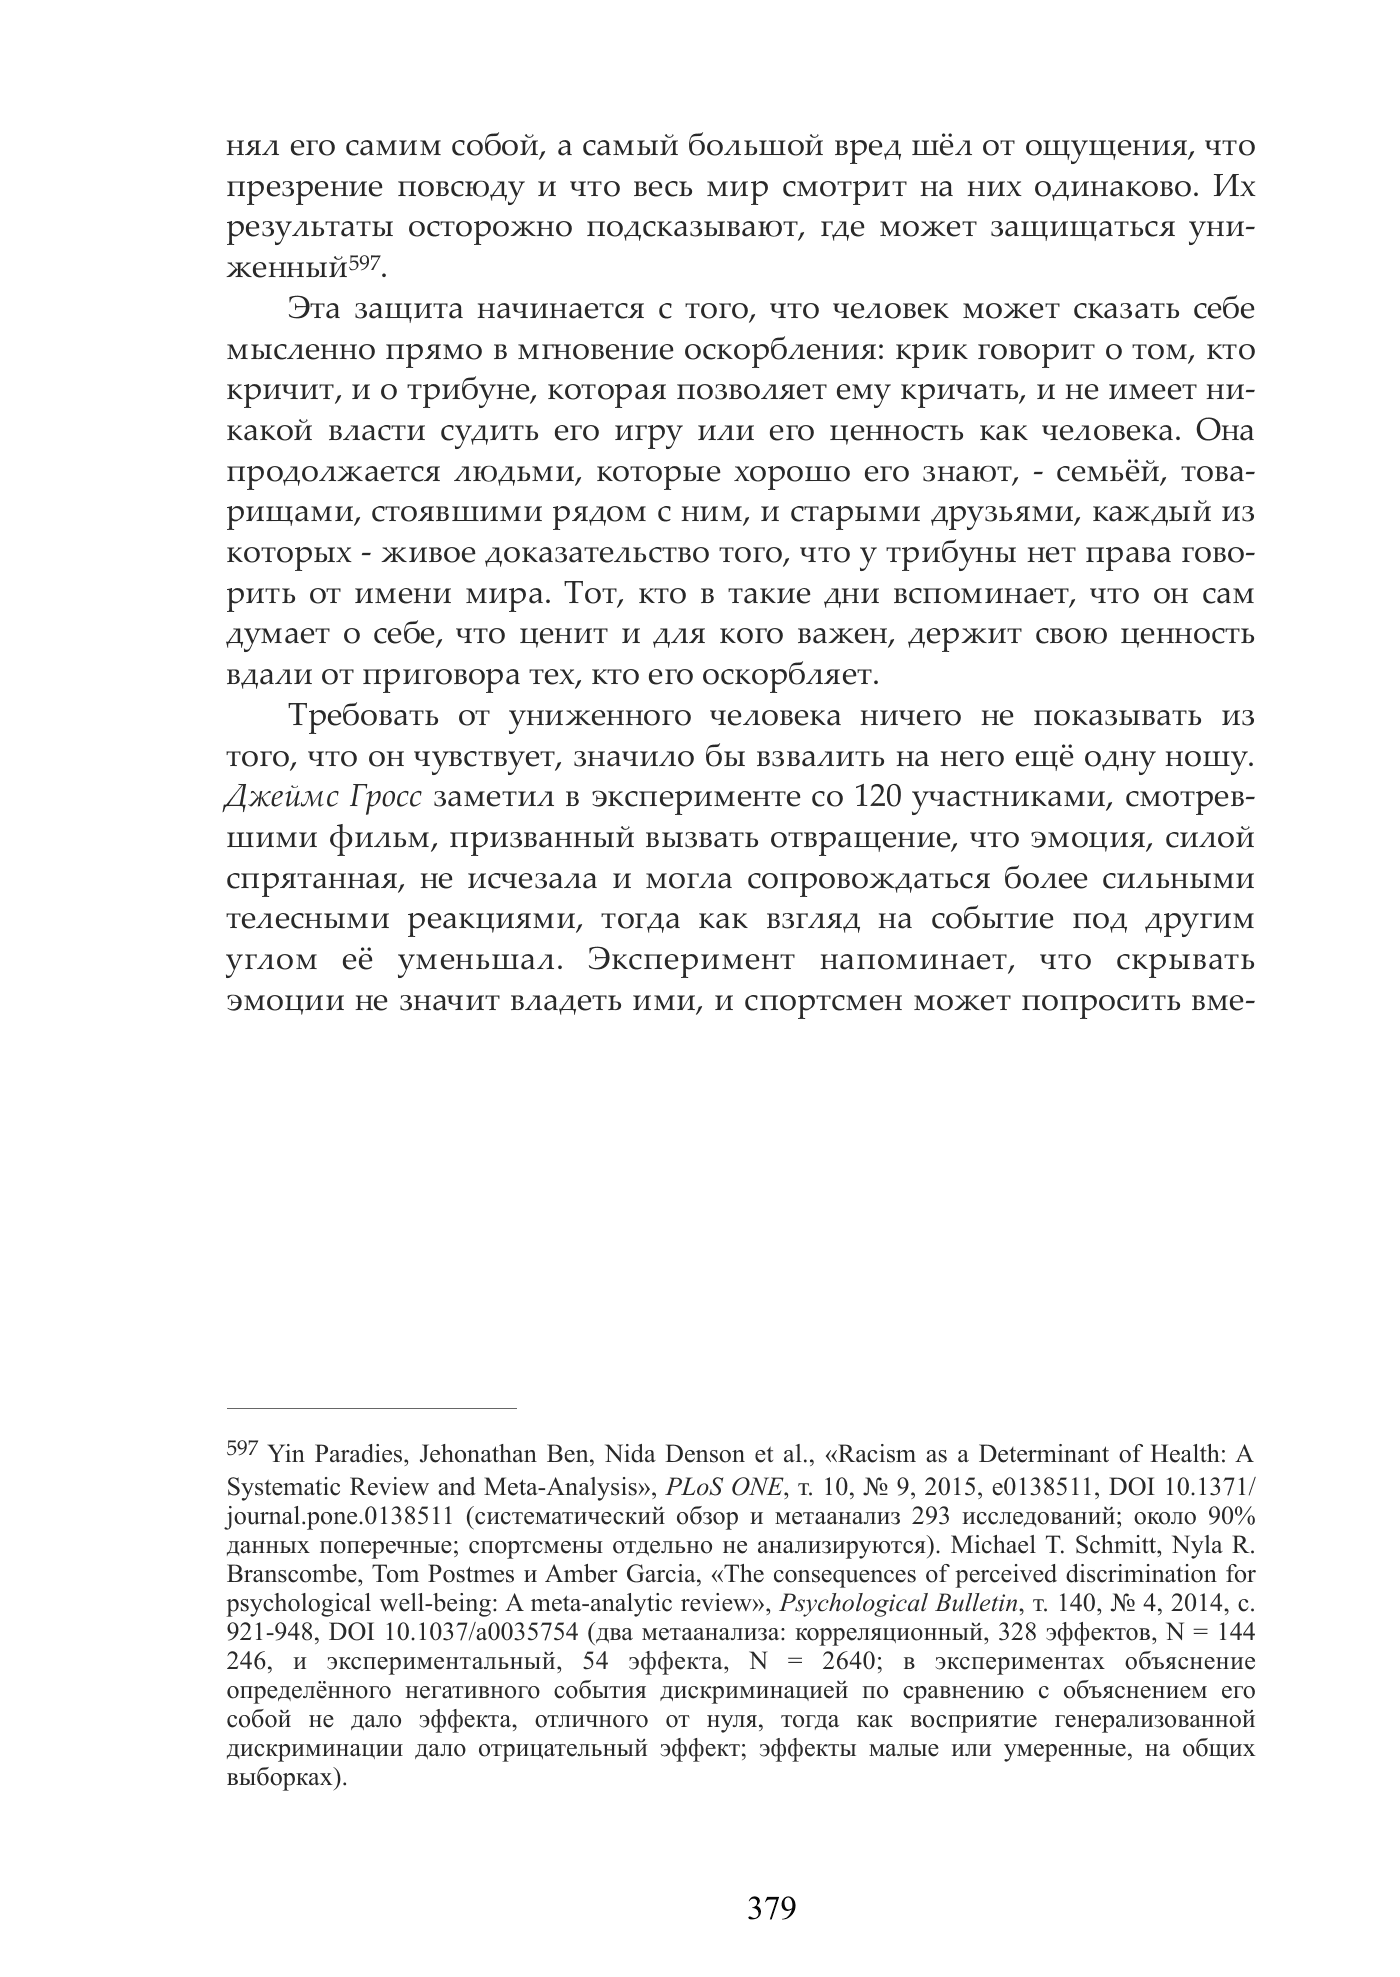 нял его самим собой, а самый большой вред шёл от ощущения, что
презрение повсюду и что весь мир смотрит на них одинаково. Их
результаты осторожно подсказывают, где может защищаться уни-
женный597.
Эта защита начинается с того, что человек может сказать себе
мысленно прямо в мгновение оскорбления: крик говорит о том, кто
кричит, и о трибуне, которая позволяет ему кричать, и не имеет ни-
какой власти судить его игру или его ценность как человека. Она
продолжается людьми, которые хорошо его знают, - семьёй, това-
рищами, стоявшими рядом с ним, и старыми друзьями, каждый из
которых - живое доказательство того, что у трибуны нет права гово-
рить от имени мира. Тот, кто в такие дни вспоминает, что он сам
думает о себе, что ценит и для кого важен, держит свою ценность
вдали от приговора тех, кто его оскорбляет.
Требовать от униженного человека ничего не показывать из
того, что он чувствует, значило бы взвалить на него ещё одну ношу.
Джеймс Гросс заметил в эксперименте со 120 участниками, смотрев-
шими фильм, призванный вызвать отвращение, что эмоция, силой
спрятанная, не исчезала и могла сопровождаться более сильными
телесными реакциями, тогда как взгляд на событие под другим
углом её уменьшал. Эксперимент напоминает, что скрывать
эмоции не значит владеть ими, и спортсмен может попросить вме-
597 Yin Paradies, Jehonathan Ben, Nida Denson et al., «Racism as a Determinant of Health: A
Systematic Review and Meta-Analysis», PLoS ONE, т. 10, № 9, 2015, e0138511, DOI 10.1371/
journal.pone.0138511 (систематический обзор и метаанализ 293 исследований; около 90%
данных поперечные; спортсмены отдельно не анализируются). Michael T. Schmitt, Nyla R.
Branscombe, Tom Postmes и Amber Garcia, «The consequences of perceived discrimination for
psychological well-being: A meta-analytic review», Psychological Bulletin, т. 140, № 4, 2014, с.
921-948, DOI 10.1037/a0035754 (два метаанализа: корреляционный, 328 эффектов, N = 144
246, и экспериментальный, 54 эффекта, N = 2640; в экспериментах объяснение
определённого негативного события дискриминацией по сравнению с объяснением его
собой не дало эффекта, отличного от нуля, тогда как восприятие генерализованной
дискриминации дало отрицательный эффект; эффекты малые или умеренные, на общих
выборках).
379